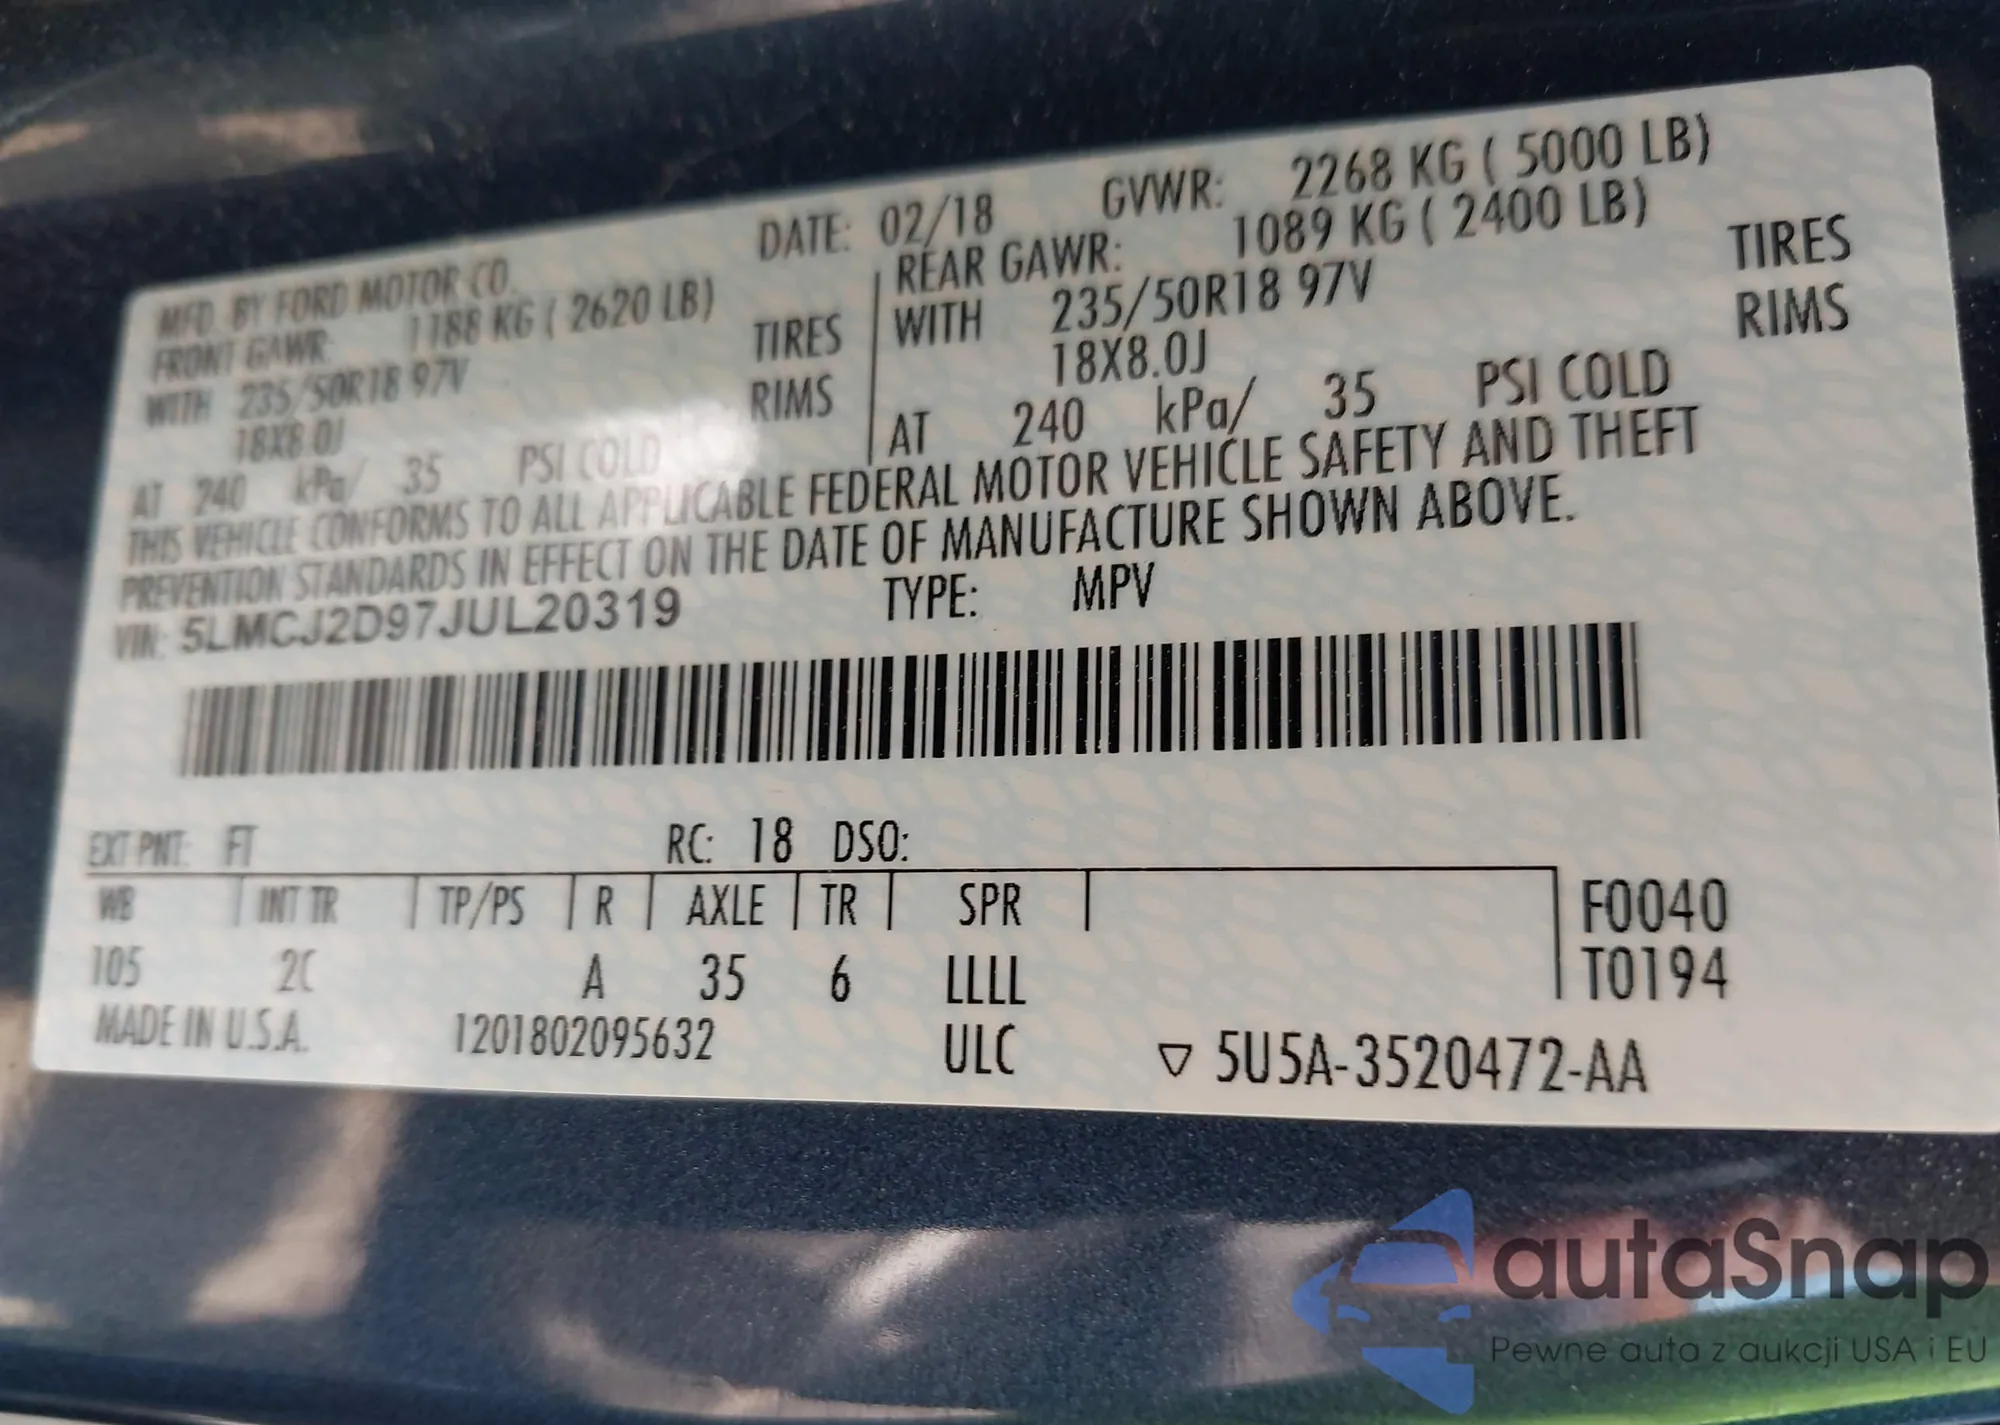 MFD. BY FORD MOTOR CO. DATE: 02/18 GVWR: 2268 KG ( 5000 LB)
FRONT GAWR: 1188 KG ( 2620 LB) REAR GAWR: 1089 KG ( 2400 LB)
WITH 235/50R18 97V TIRES WITH 235/50R18 97V TIRES
18X8.0J RIMS 18X8.0J RIMS
AT 240 kPa/ 35 PSI COLD AT 240 kPa/ 35 PSI COLD
THIS VEHICLE CONFORMS TO ALL APPLICABLE FEDERAL MOTOR VEHICLE SAFETY AND THEFT
PREVENTION STANDARDS IN EFFECT ON THE DATE OF MANUFACTURE SHOWN ABOVE.
VIN: 5LMCJ2D97JUL20319 TYPE: MPV
EXT PNT: FT RC: 18 DSO:
WB INT TR TP/PS R AXLE TR SPR F0040
105 2C A 35 6 LLLL T0194
MADE IN U.S.A. 1201802095632 ULC ▽ 5U5A-3520472-AA
autaSnap
Pewne auta z aukcji USA i EU